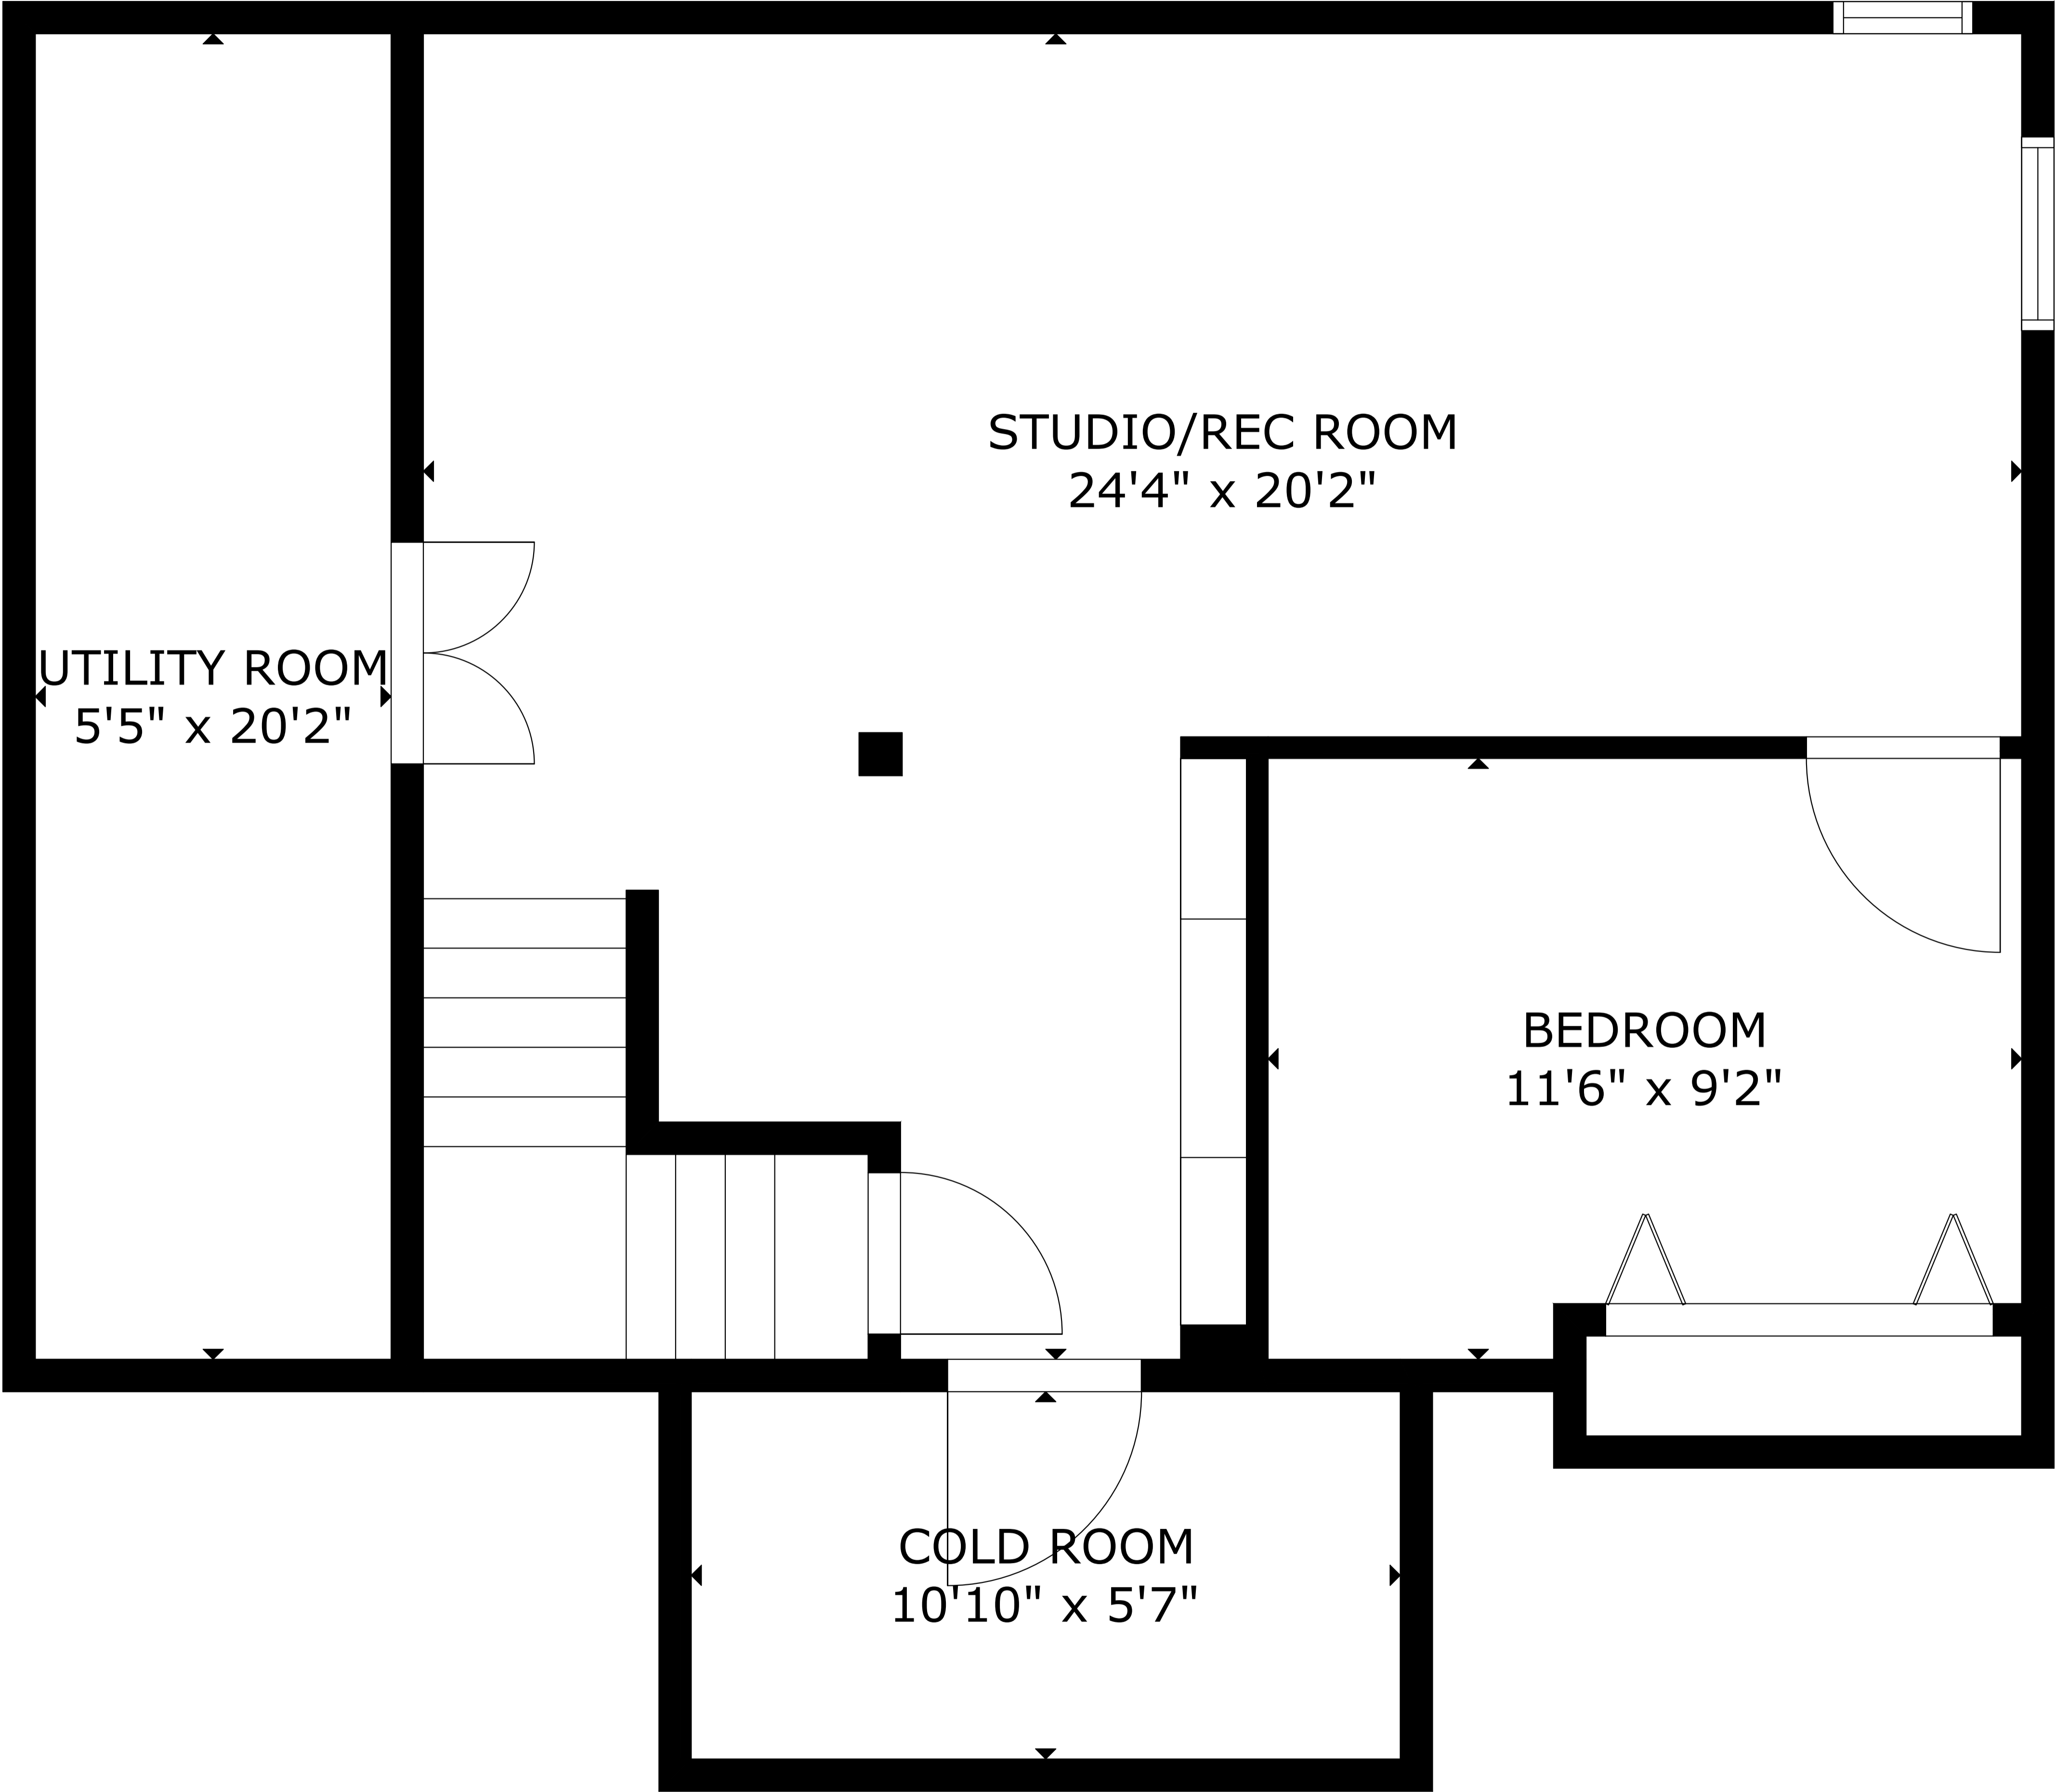 STUDIO/REC ROOM
24'4" x 20'2"
UTILITY ROOM
5'5" x 20'2"
BEDROOM
11'6" x 9'2"
COLD ROOM
10'10" x 5'7"